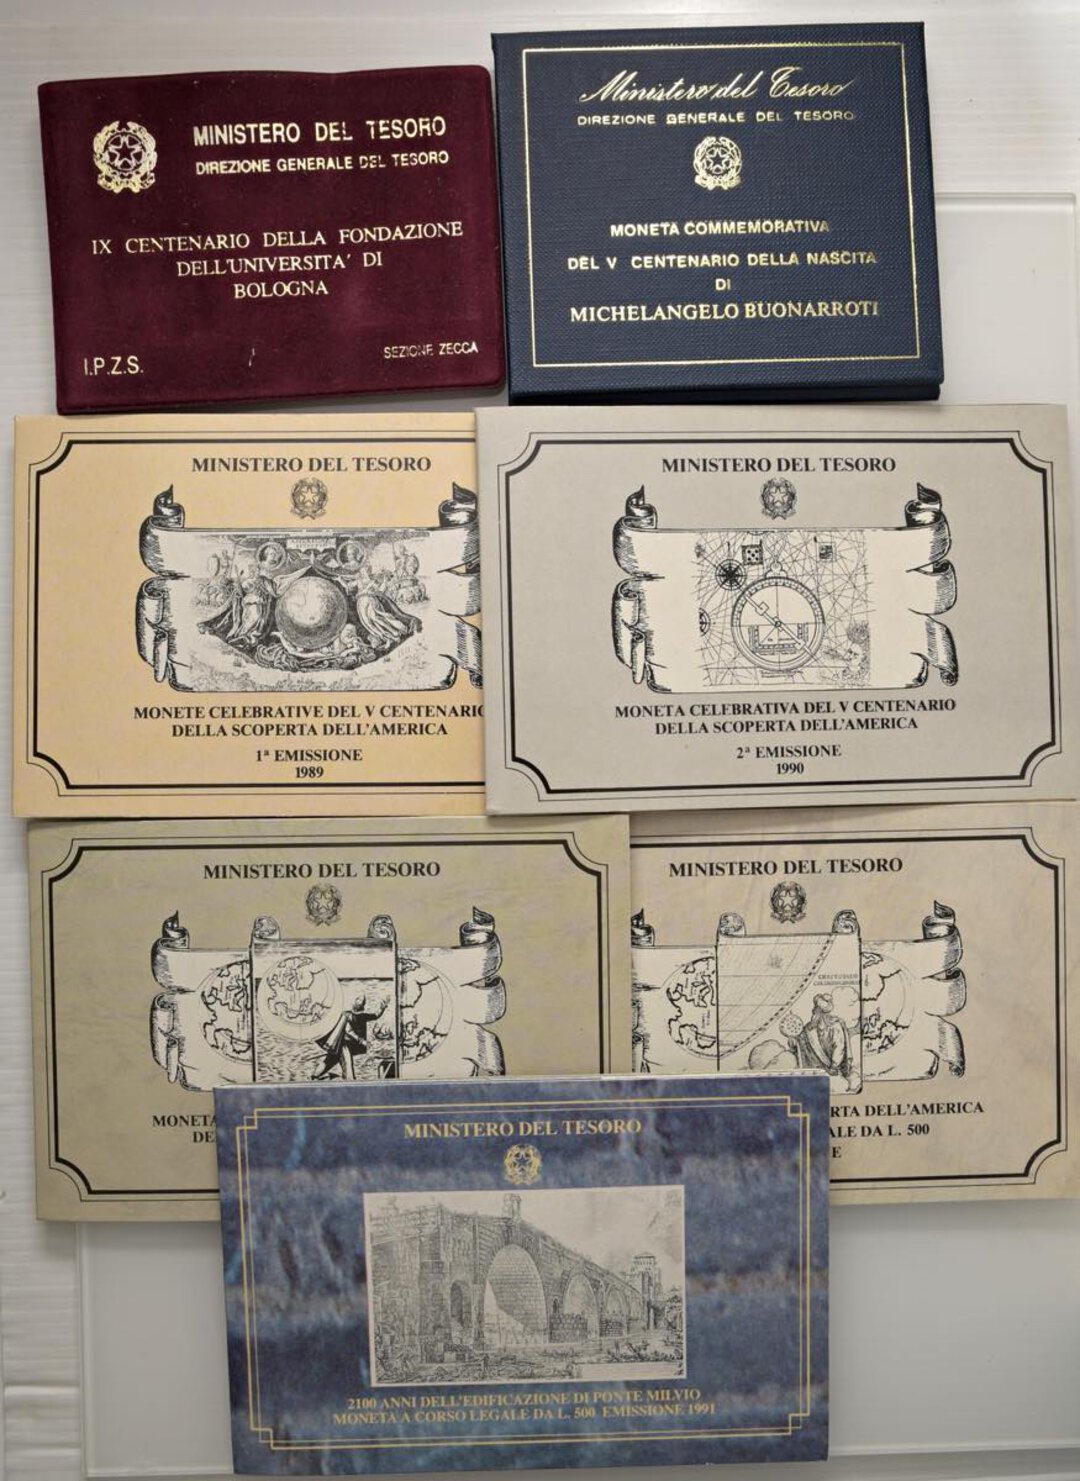 MINISTERO DEL TESORO
DIREZIONE GENERALE DEL TESORO
IX CENTENARIO DELLA FONDAZIONE
DELL'UNIVERSITA' DI
BOLOGNA
I.P.Z.S.
SEZIONE ZECCA
Ministero del Tesoro
DIREZIONE GENERALE DEL TESORO
MONETA COMMEMORATIVA
DEL V CENTENARIO DELLA NASCITA
DI
MICHELANGELO BUONARROTI
MINISTERO DEL TESORO
MONETE CELEBRATIVE DEL V CENTENARIO
DELLA SCOPERTA DELL'AMERICA
1ª EMISSIONE
1989
MINISTERO DEL TESORO
MONETA CELEBRATIVA DEL V CENTENARIO
DELLA SCOPERTA DELL'AMERICA
2ª EMISSIONE
1990
MINISTERO DEL TESORO
MONETA
DE
MINISTERO DEL TESORO
RTA DELL'AMERICA
ALE DA L. 500
E
MINISTERO DEL TESORO
2100 ANNI DELL'EDIFICAZIONE DI PONTE MILVIO
MONETA A CORSO LEGALE DA L. 500 EMISSIONE 1991